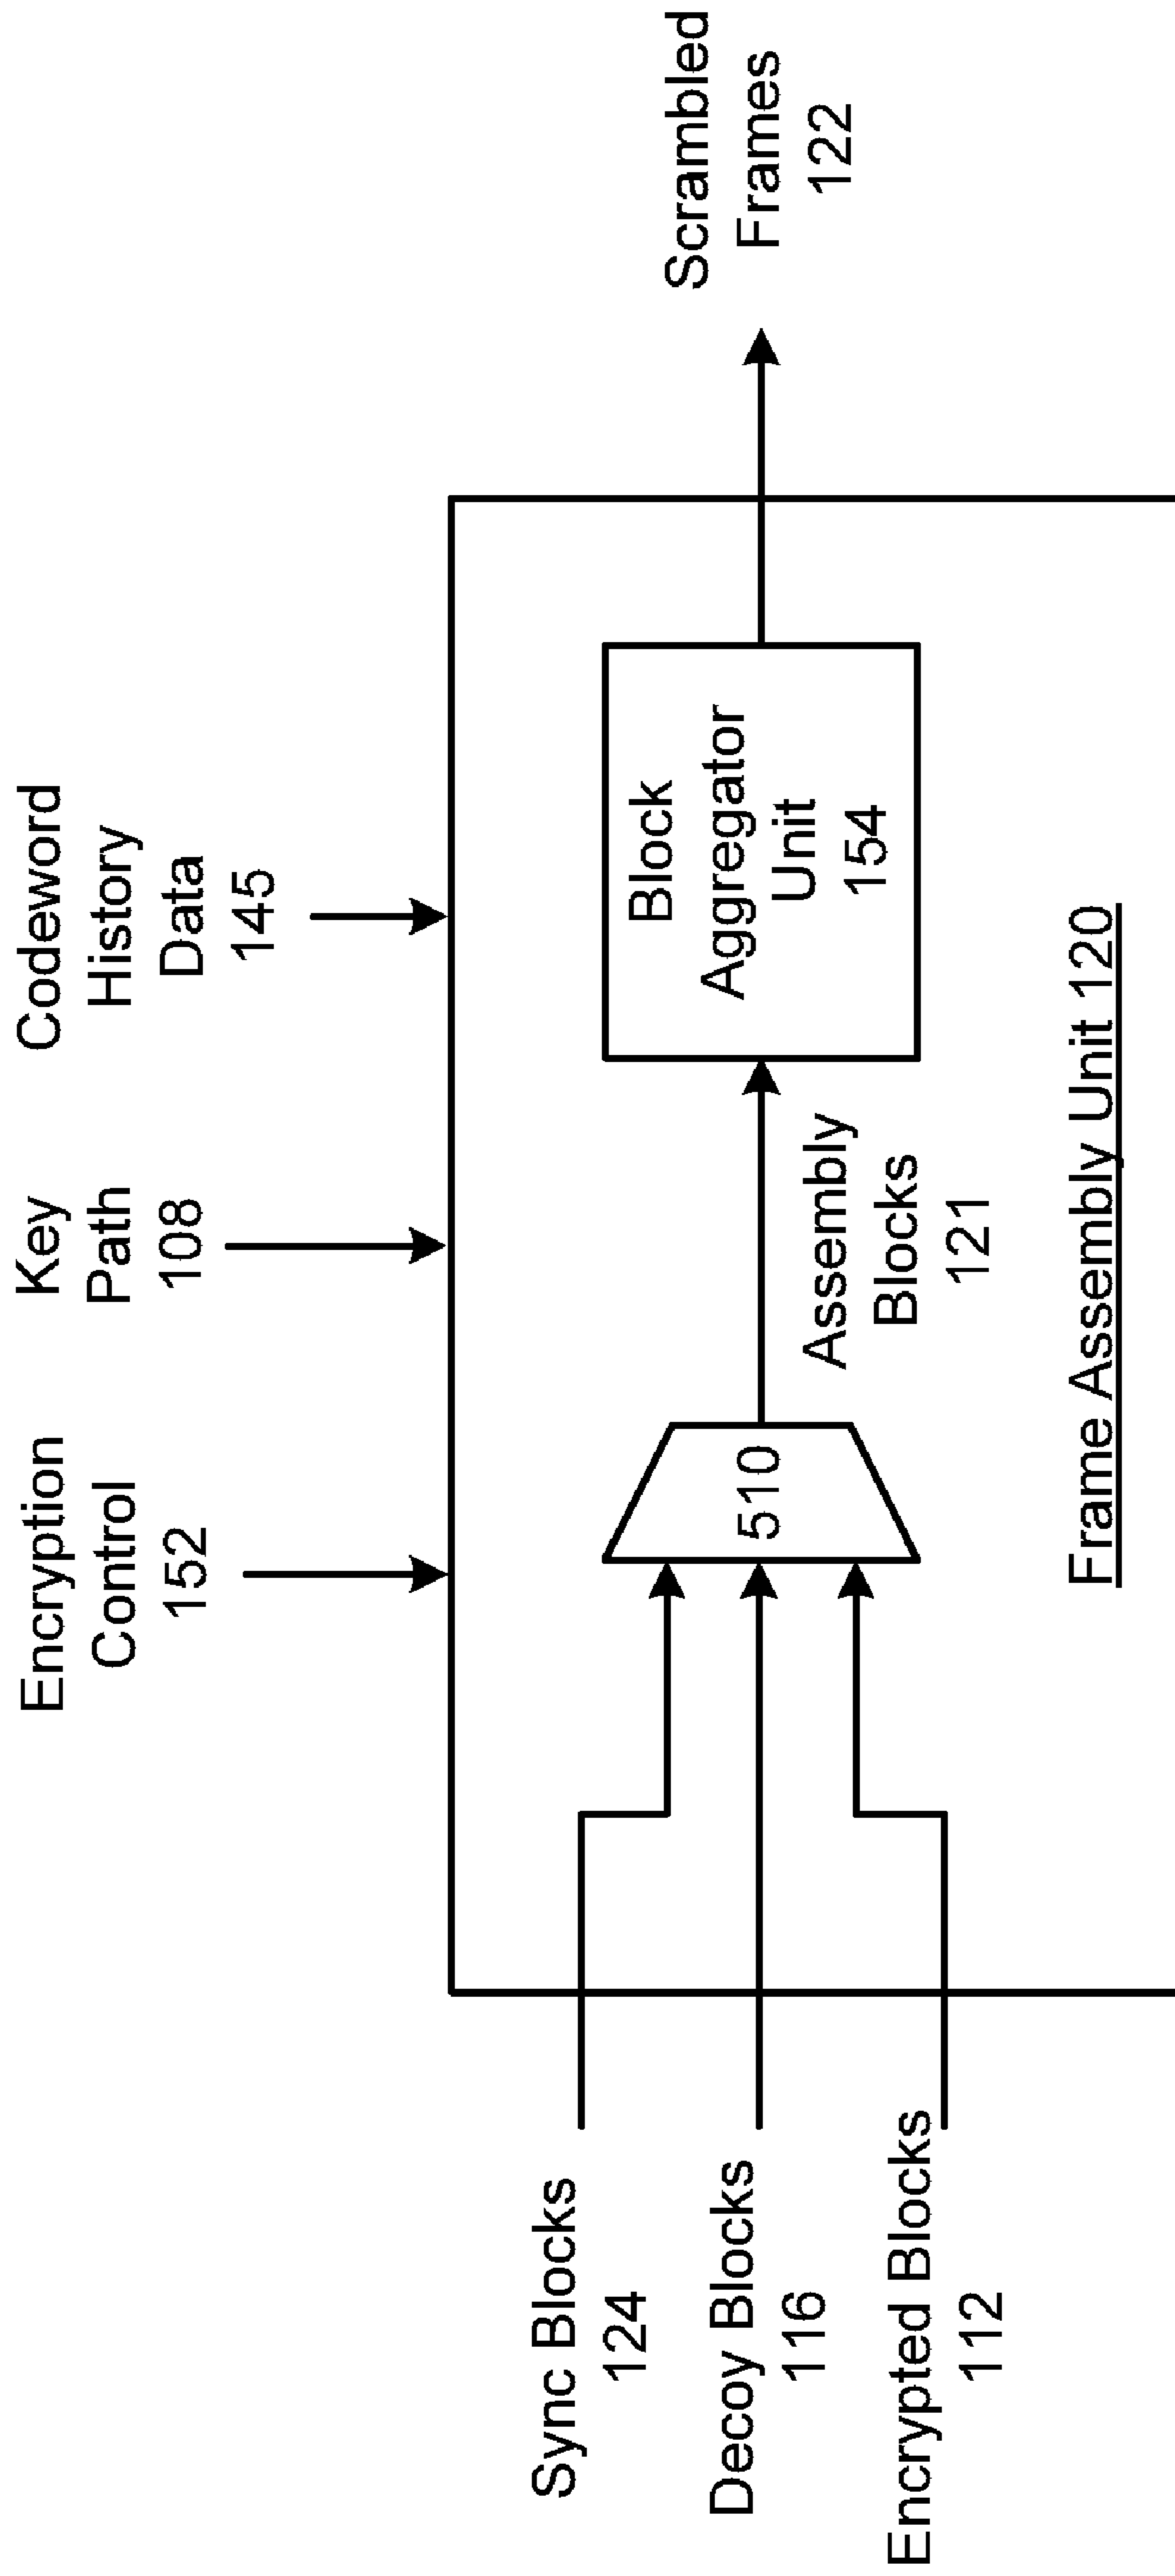 Encryption
Control
152
Key
Path
108
Codeword
History
Data
145
Sync Blocks
124
Decoy Blocks
116
Encrypted Blocks
112
510
Assembly
Blocks
121
Block
Aggregator
Unit
154
Scrambled
Frames
122
Frame Assembly Unit 120